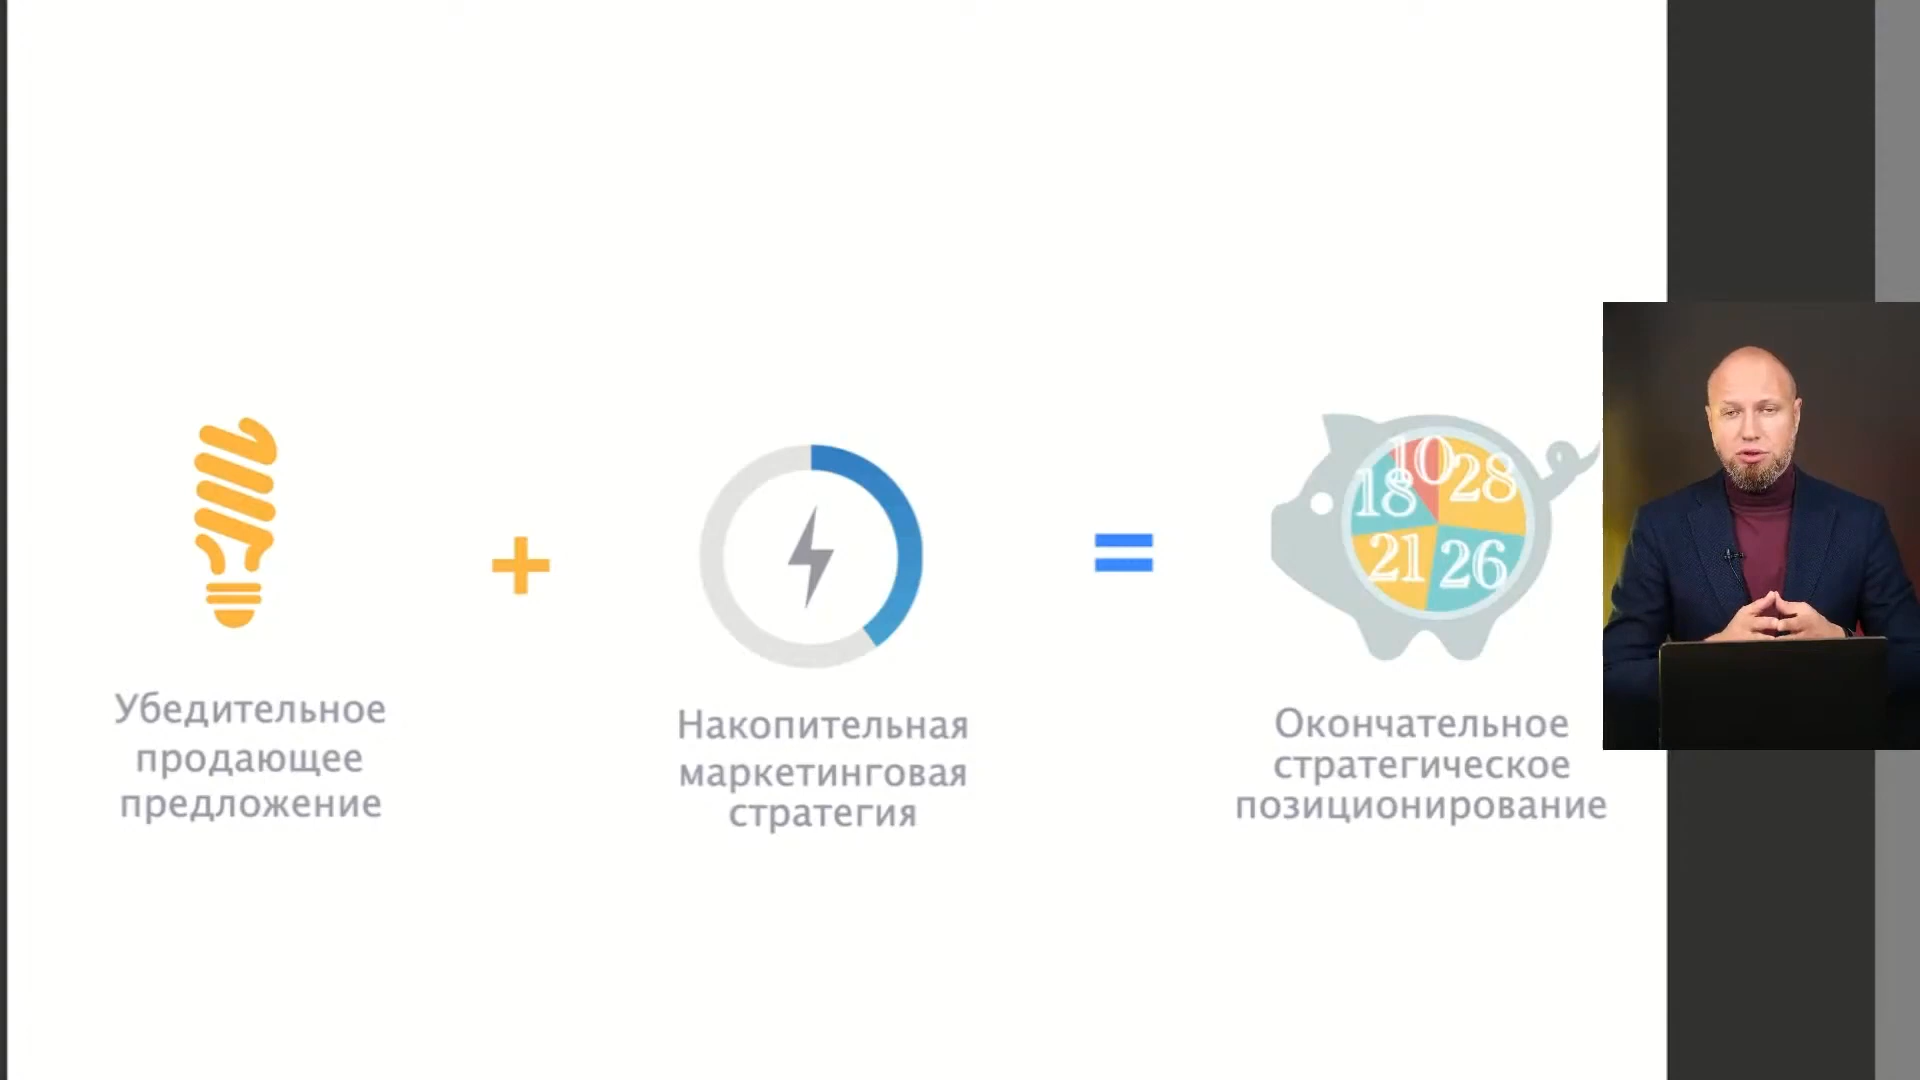 Убедительное
продающее
предложение
Накопительная
маркетинговая
стратегия
10
28
18
21
26
Окончательное
стратегическое
позиционирование